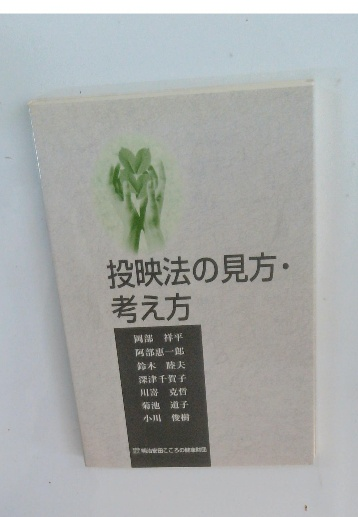 投映法の見方・
考え方
岡部 祥平
阿部惠一郎
鈴木 睦夫
深津千賀子
川嵜 克哲
菊池 道子
小川 俊樹
明治安田こころの健康財団